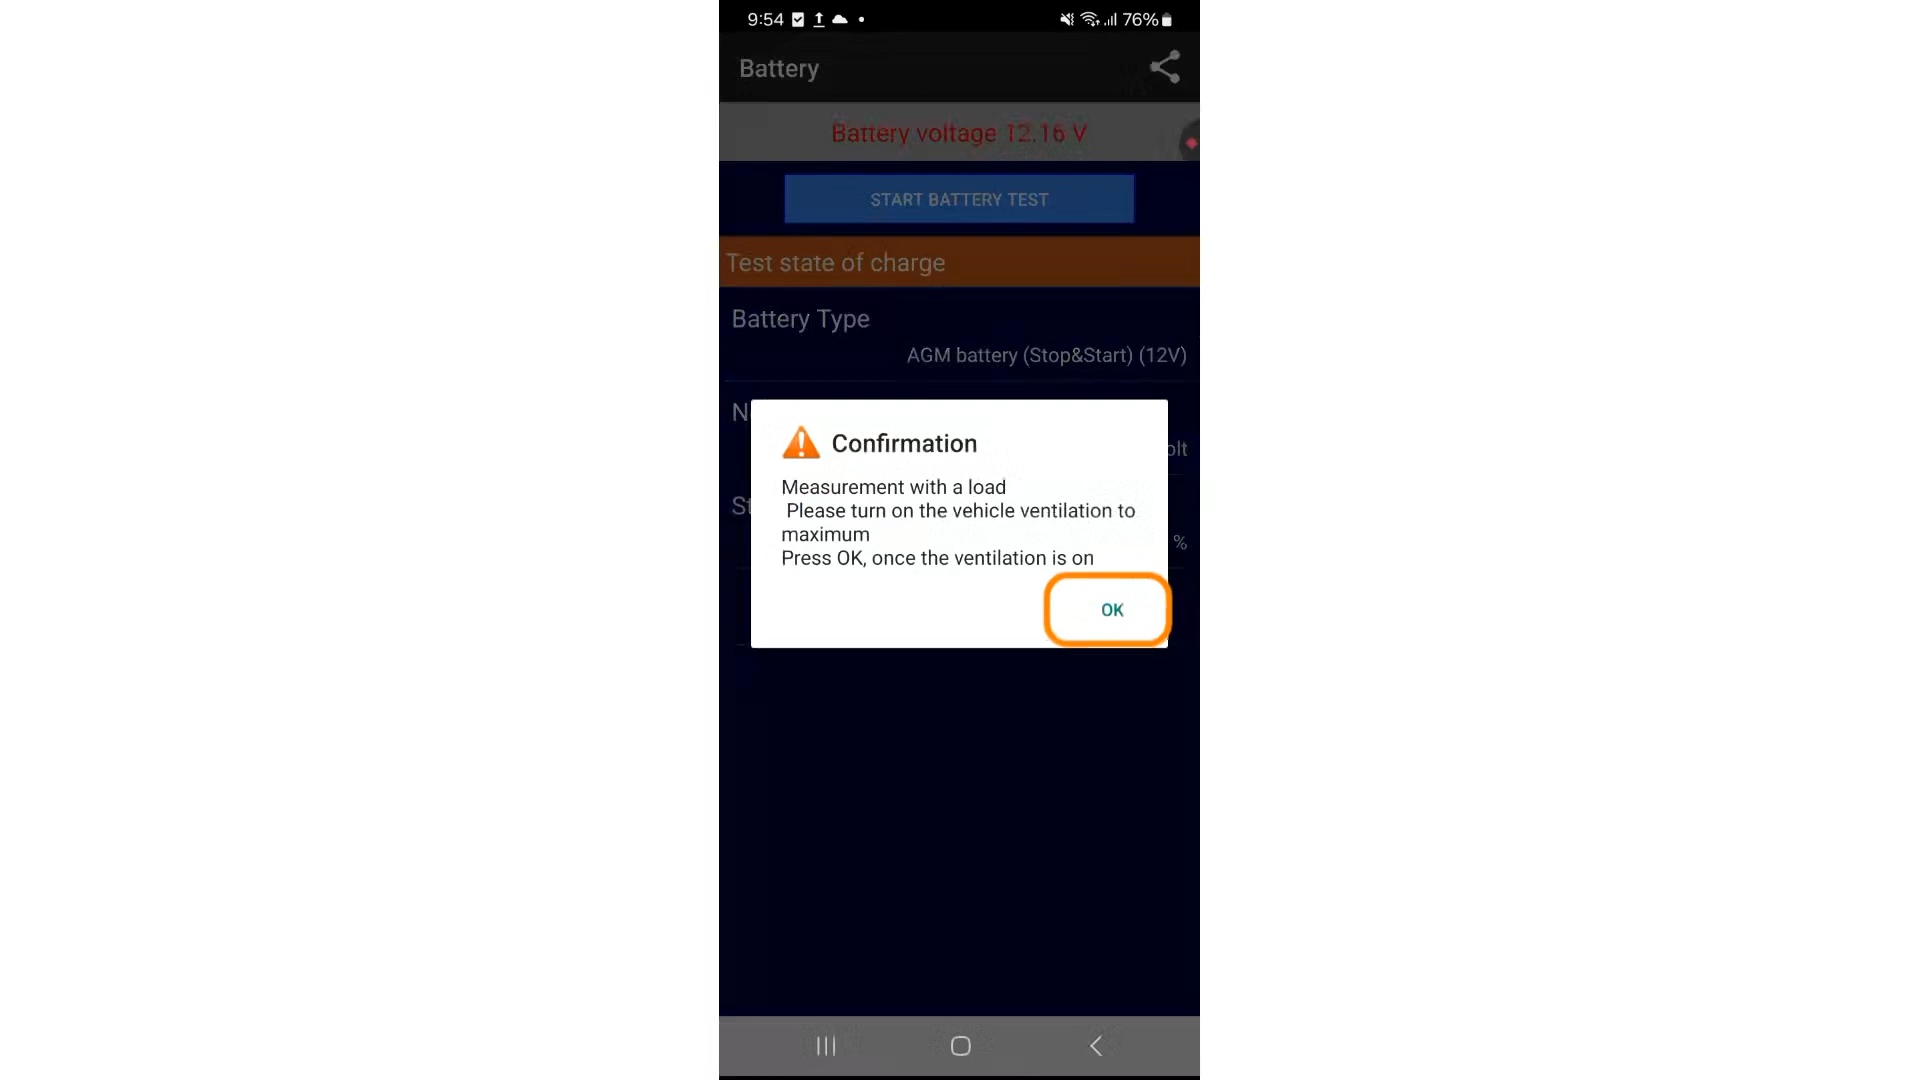 9:54
76%
Battery
Battery voltage 12.16 V
START BATTERY TEST
Test state of charge
Battery Type
AGM battery (Stop&Start) (12V)
Confirmation
Measurement with a load
Please turn on the vehicle ventilation to
maximum
Press OK, once the ventilation is on
%
OK